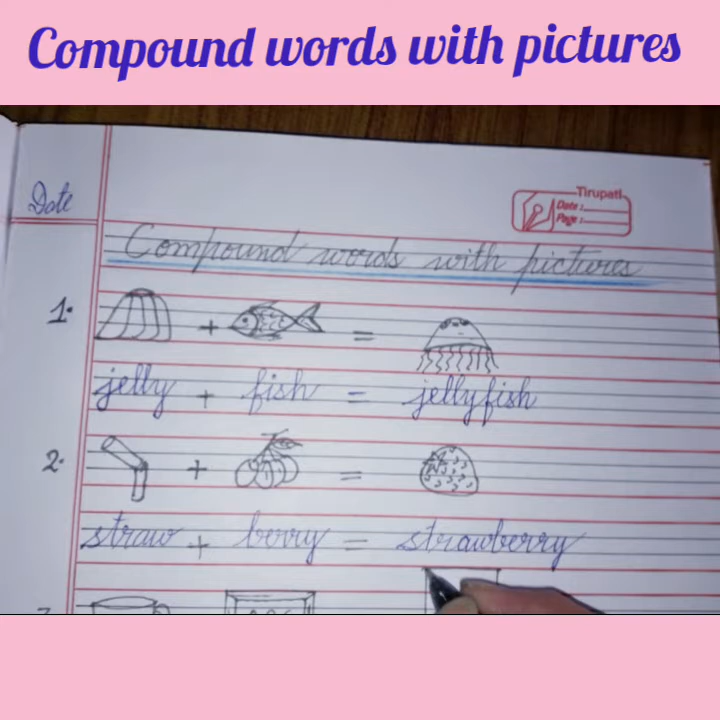 Compound words with pictures
Date
Tirupati
Date :
Page :
Compound words with pictures
1.
+ =
jelly + fish = jellyfish
2.
+ =
straw + berry = strawberry